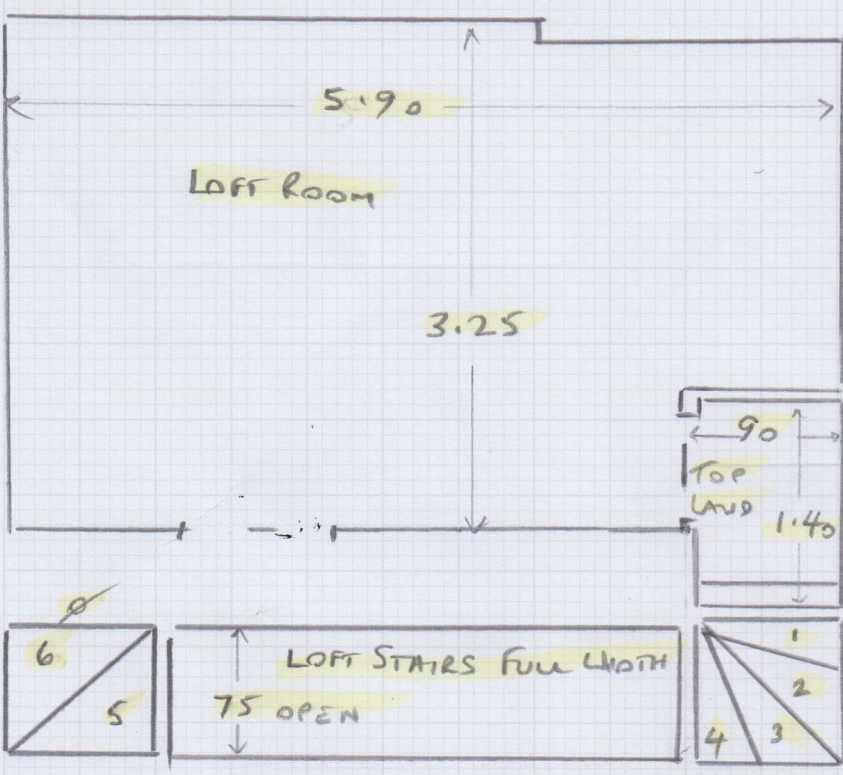 5.90
LOFT ROOM
3.25
90
TOP
LAND
1.40
Ø
6
5
LOFT STAIRS FULL WIDTH
75 OPEN
1
2
3
4